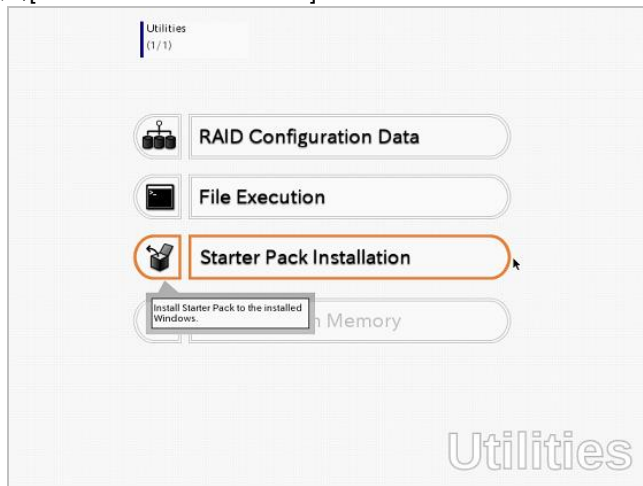 Utilities
(1/1)
RAID Configuration Data
File Execution
Starter Pack Installation
Install Starter Pack to the installed
Windows.
Memory
Utilities